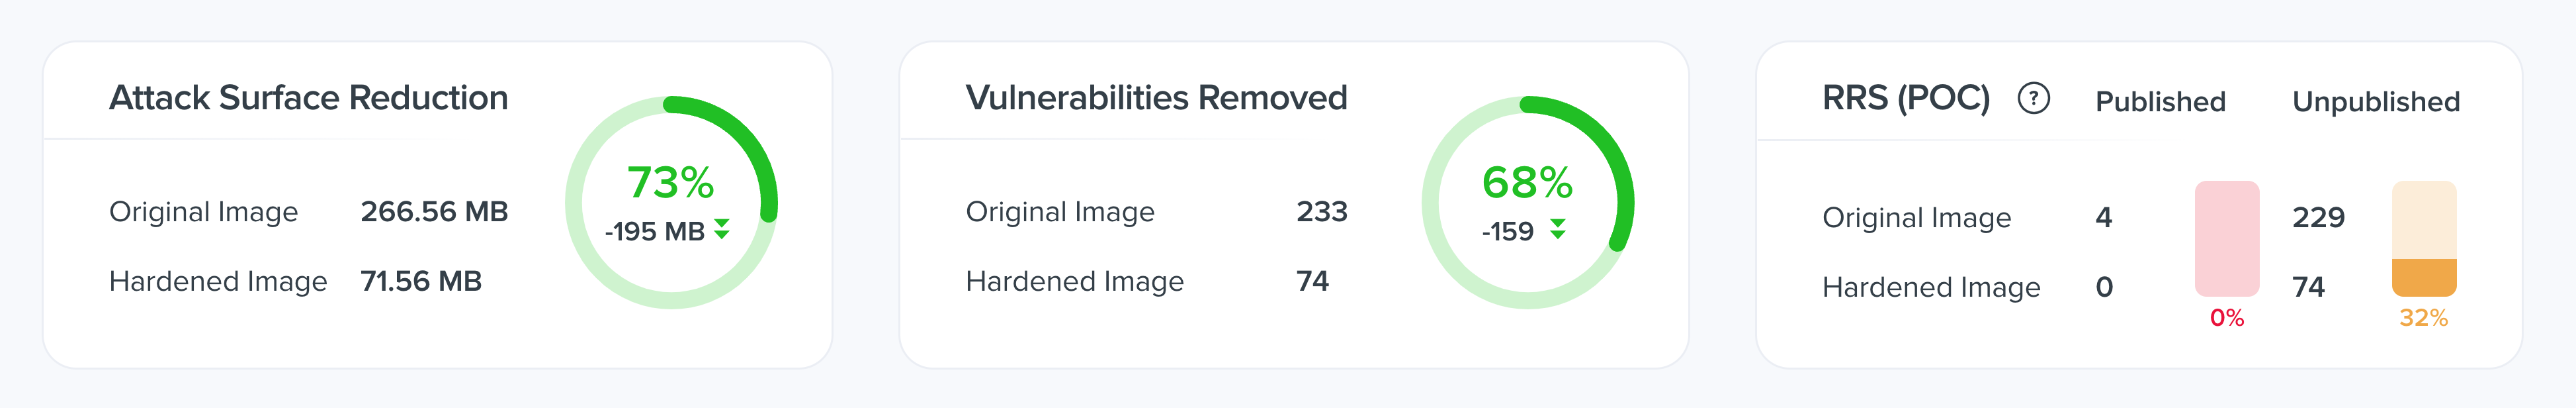 Attack Surface Reduction
Original Image 266.56 MB
Hardened Image 71.56 MB
73%
-195 MB
Vulnerabilities Removed
Original Image 233
Hardened Image 74
68%
-159
RRS (POC) ? Published Unpublished
Original Image 4 229
Hardened Image 0 74
0% 32%